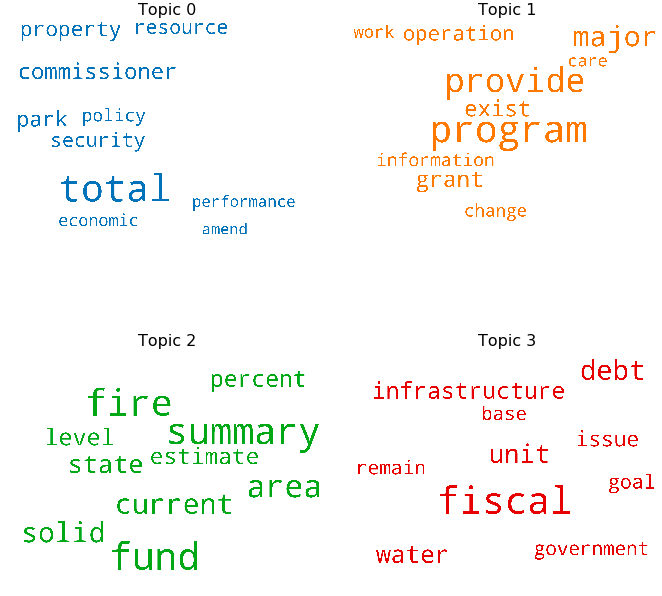 Topic 0
property resource
commissioner
park policy
security
total
performance
economic
amend
Topic 1
work operation
major
care
provide
exist
program
information
grant
change
Topic 2
percent
fire
summary
level
estimate
state
area
current
solid
fund
Topic 3
debt
infrastructure
base
issue
unit
remain
goal
fiscal
government
water